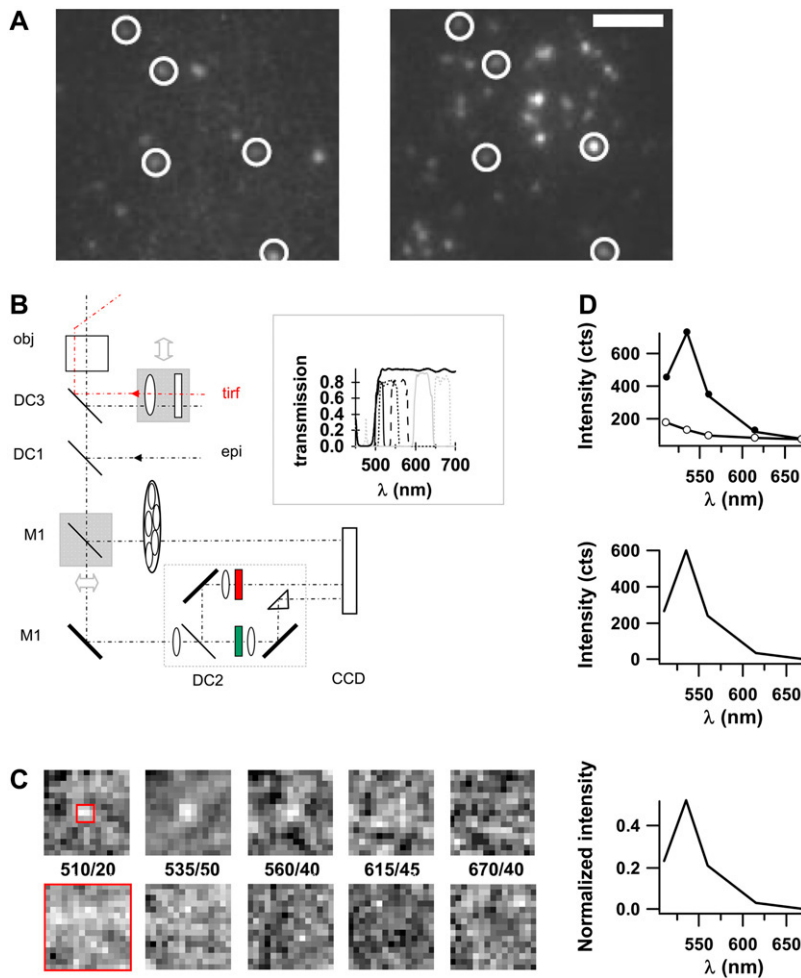 A
B
obj
DC3
tirf
DC1
epi
M1
M1
DC2
CCD
transmission
0.8
0.6
0.4
0.2
0.0
500 600 700
λ (nm)
C
510/20 535/50 560/40 615/45 670/40
D
Intensity (cts)
600
400
200
550 600 650
λ (nm)
Intensity (cts)
600
400
200
0
550 600 650
λ (nm)
Normalized intensity
0.4
0.2
0.0
550 600 650
λ (nm)